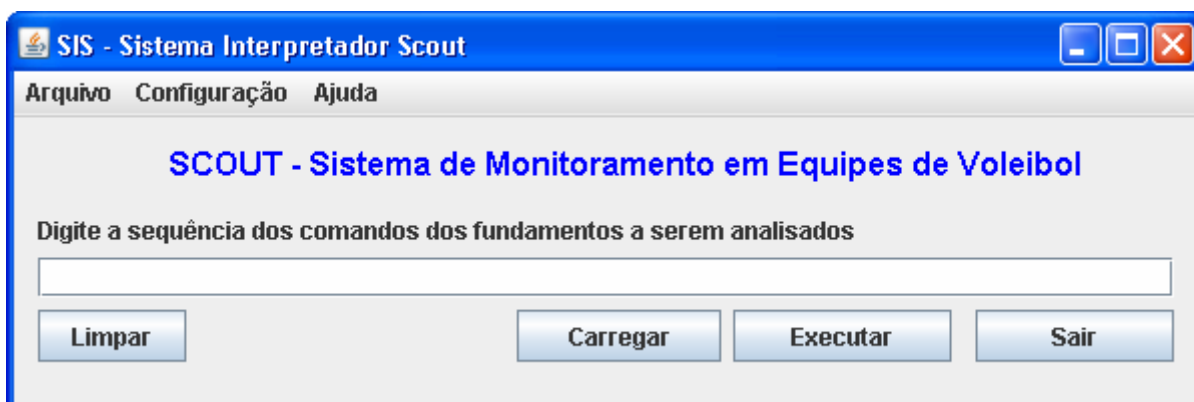 SIS - Sistema Interpretador Scout
Arquivo Configuração Ajuda
SCOUT - Sistema de Monitoramento em Equipes de Voleibol
Digite a sequência dos comandos dos fundamentos a serem analisados
Limpar Carregar Executar Sair